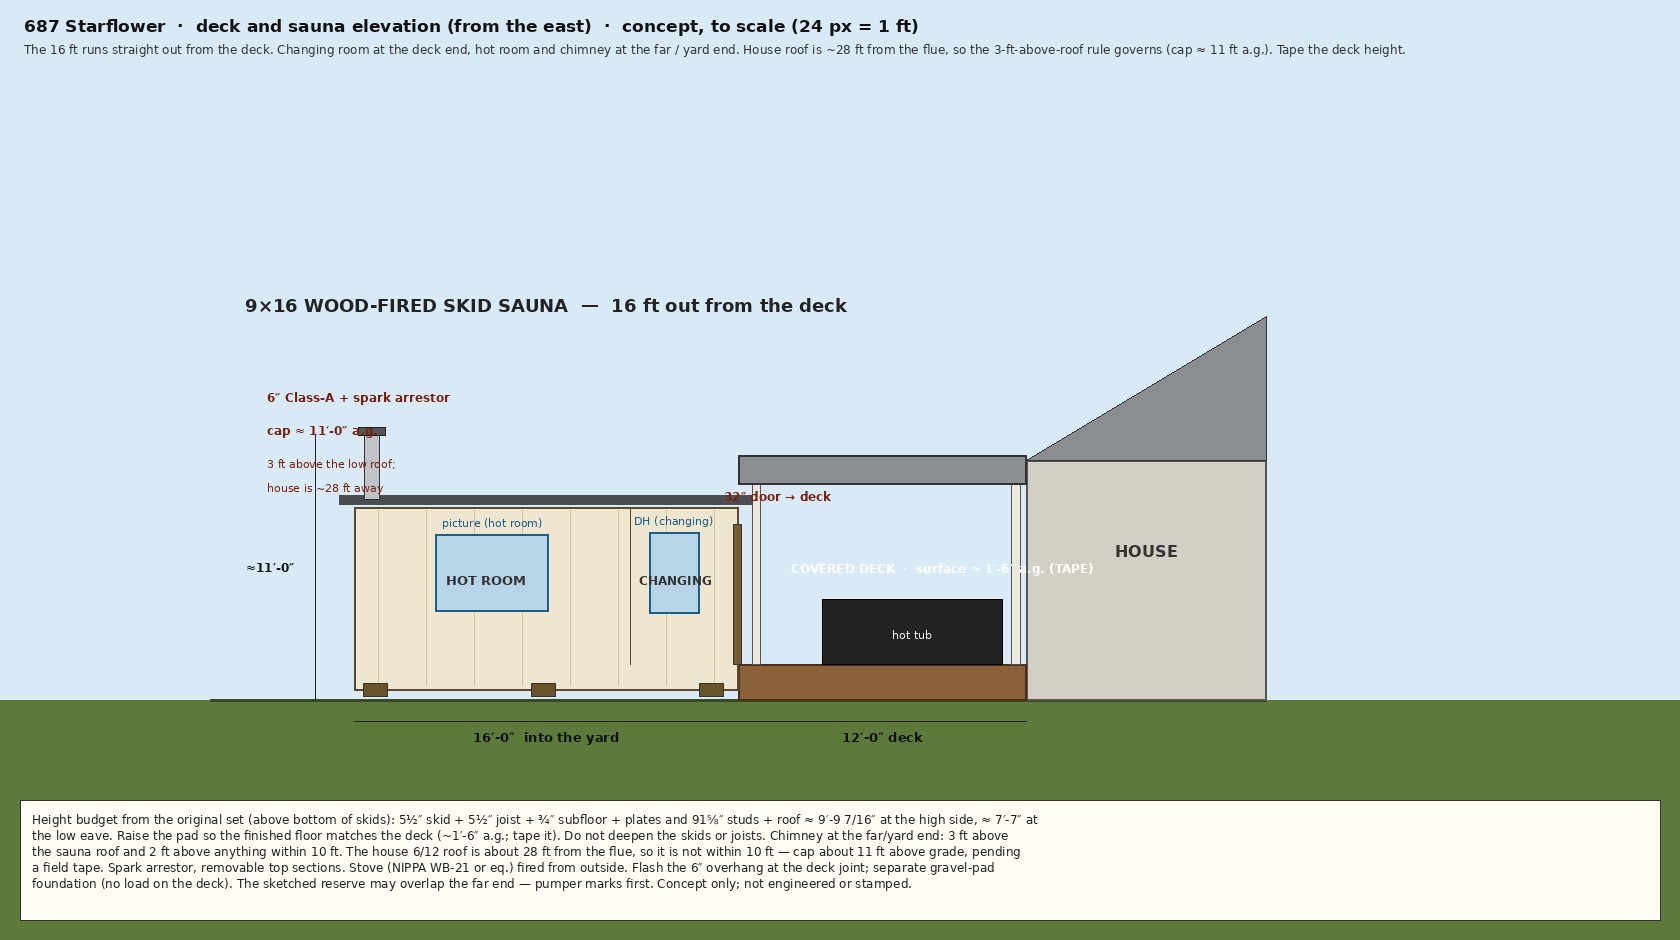 687 Starflower · deck and sauna elevation (from the east) · concept, to scale (24 px = 1 ft)
The 16 ft runs straight out from the deck. Changing room at the deck end, hot room and chimney at the far / yard end. House roof is ~28 ft from the flue, so the 3-ft-above-roof rule governs (cap ≈ 11 ft a.g.). Tape the deck height.
9×16 WOOD-FIRED SKID SAUNA — 16 ft out from the deck
6″ Class-A + spark arrestor
cap ≈ 11′-0″ a.g.
3 ft above the low roof;
house is ~28 ft away
32″ door → deck
picture (hot room)
DH (changing)
HOUSE
≈11′-0″
COVERED DECK · surface ≈ 1′-6″ a.g. (TAPE)
HOT ROOM
CHANGING
hot tub
16′-0″ into the yard
12′-0″ deck
Height budget from the original set (above bottom of skids): 5½″ skid + 5½″ joist + ¾″ subfloor + plates and 91⅝″ studs + roof ≈ 9′-9 7/16″ at the high side, ≈ 7′-7″ at
the low eave. Raise the pad so the finished floor matches the deck (~1′-6″ a.g.; tape it). Do not deepen the skids or joists. Chimney at the far/yard end: 3 ft above
the sauna roof and 2 ft above anything within 10 ft. The house 6/12 roof is about 28 ft from the flue, so it is not within 10 ft — cap about 11 ft above grade, pending
a field tape. Spark arrestor, removable top sections. Stove (NIPPA WB-21 or eq.) fired from outside. Flash the 6″ overhang at the deck joint; separate gravel-pad
foundation (no load on the deck). The sketched reserve may overlap the far end — pumper marks first. Concept only; not engineered or stamped.